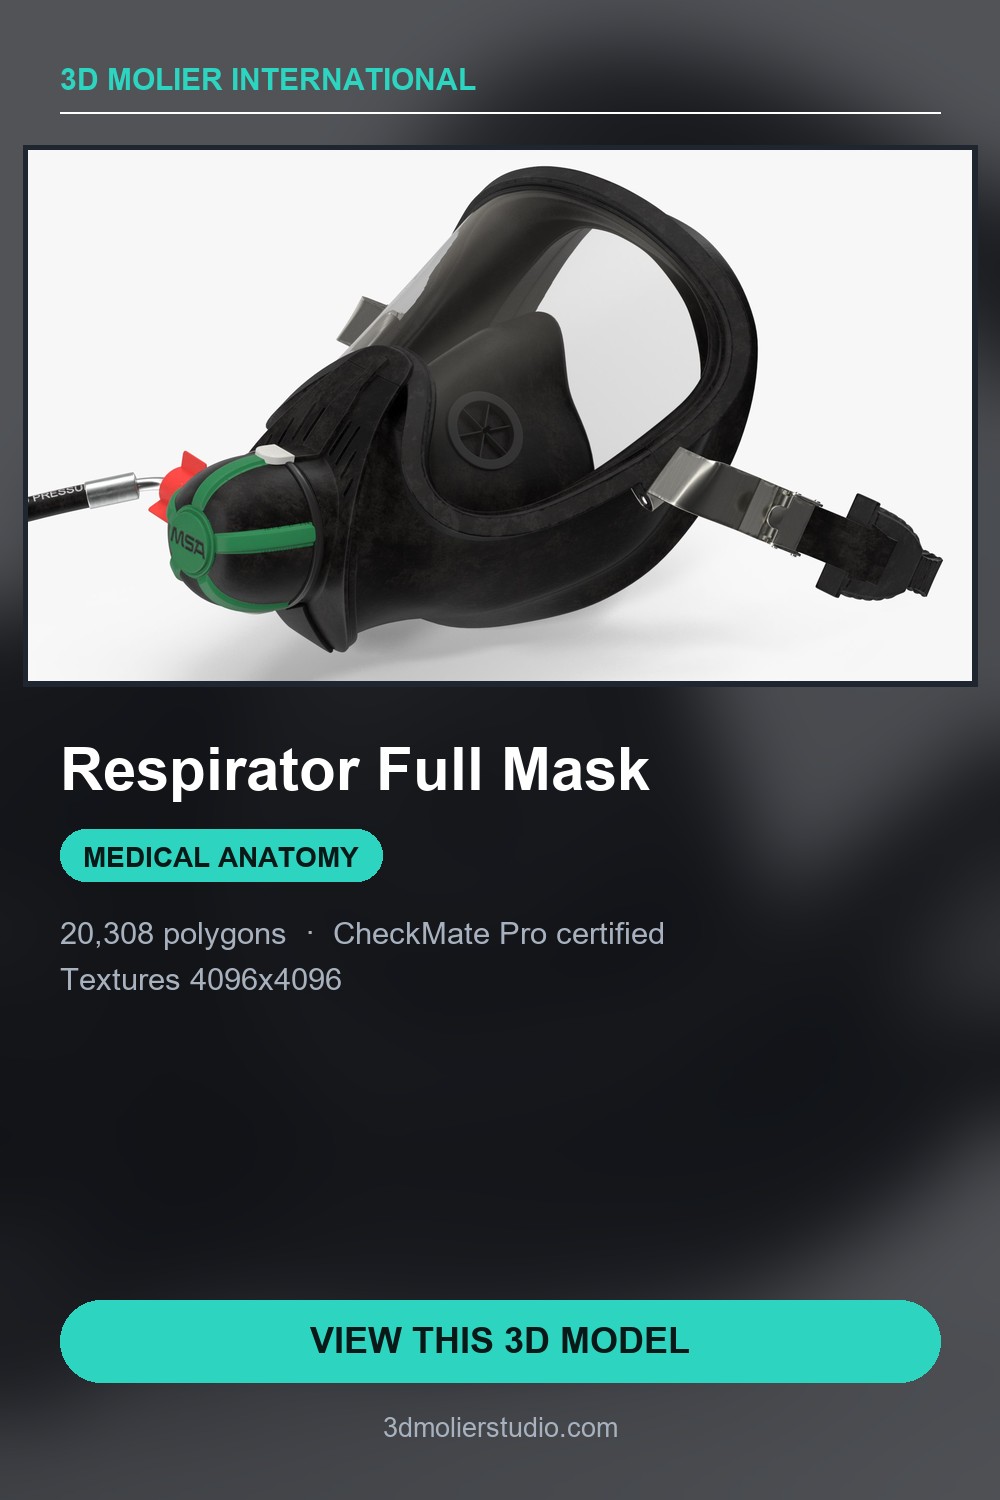 3D MOLIER INTERNATIONAL
PRESSU
MSA
Respirator Full Mask
MEDICAL ANATOMY
20,308 polygons · CheckMate Pro certified
Textures 4096x4096
VIEW THIS 3D MODEL
3dmolierstudio.com